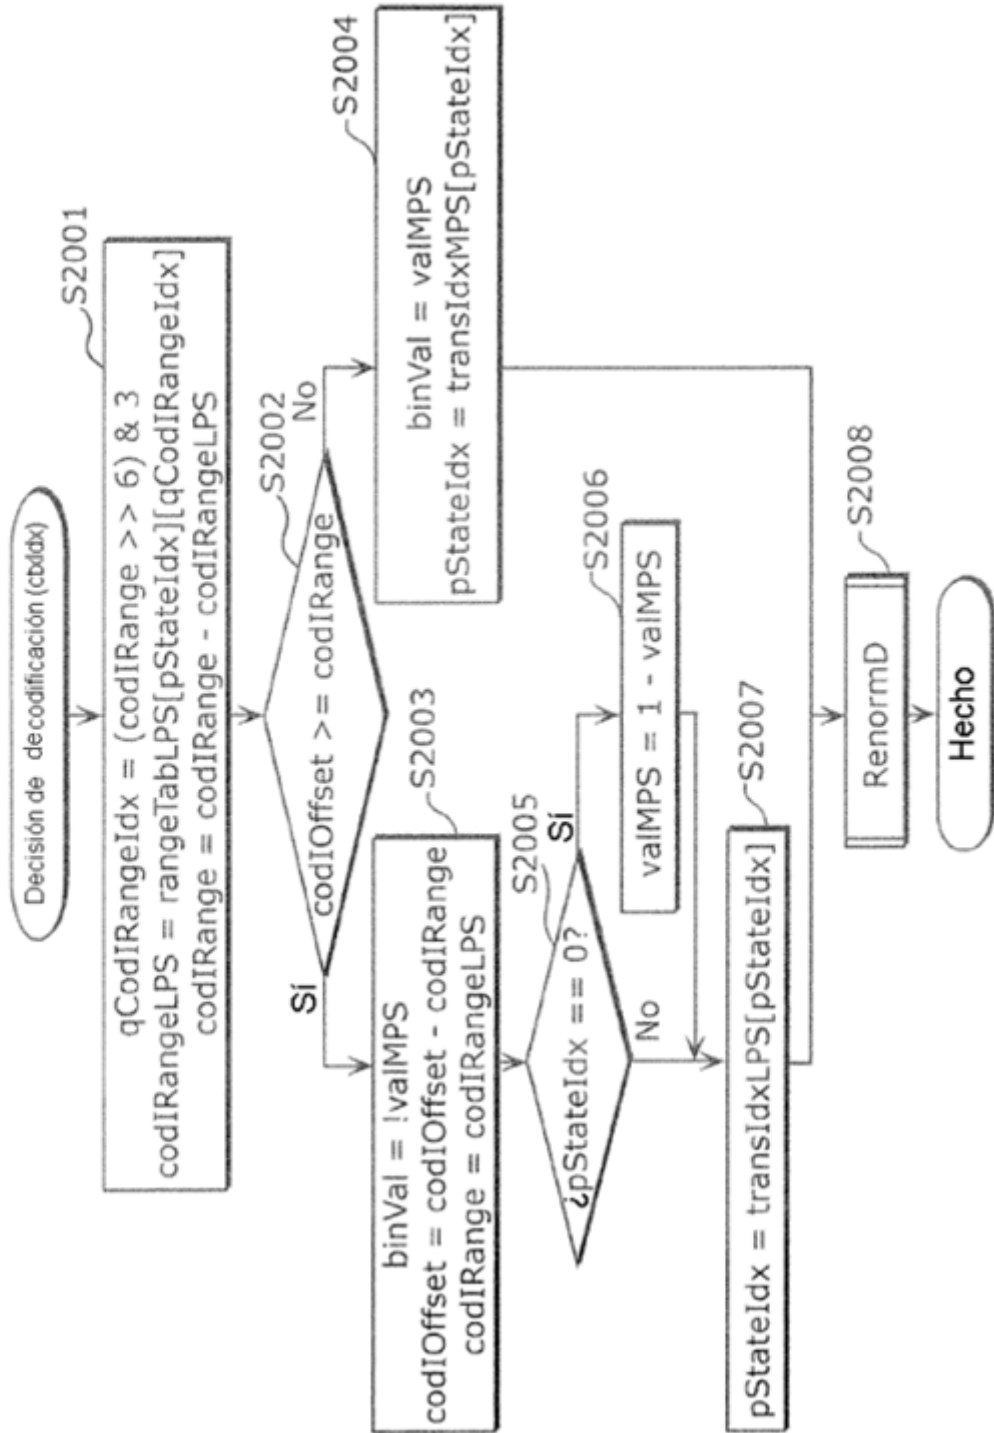 Decisión de decodificación (ctxIdx)
S2001
qCodIRangeIdx = (codIRange >> 6) & 3
codIRangeLPS = rangeTabLPS[pStateIdx][qCodIRangeIdx]
codIRange = codIRange - codIRangeLPS
S2002
codIOffset >= codIRange
Sí
No
S2003
binVal = !valMPS
codIOffset = codIOffset - codIRange
codIRange = codIRangeLPS
S2004
binVal = valMPS
pStateIdx = transIdxMPS[pStateIdx]
S2005
¿pStateIdx == 0?
Sí
No
S2006
valMPS = 1 - valMPS
S2007
pStateIdx = transIdxLPS[pStateIdx]
S2008
RenormD
Hecho